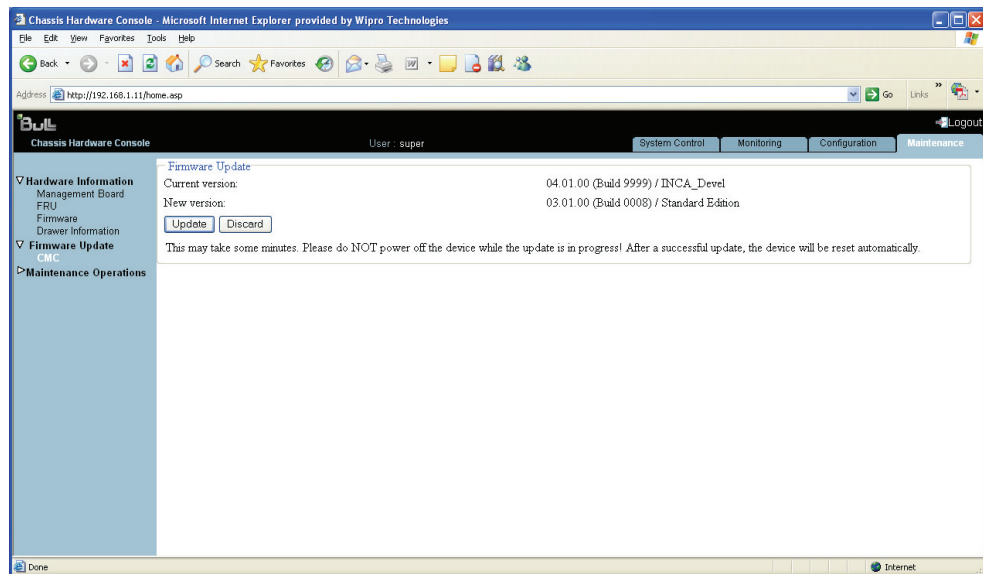 Chassis Hardware Console - Microsoft Internet Explorer provided by Wipro Technologies
File Edit View Favorites Tools Help
Back Search Favorites
Address http://192.168.1.11/home.asp Go Links »
Bull Logout
Chassis Hardware Console User : super System Control Monitoring Configuration Maintenance
Hardware Information
Management Board
FRU
Firmware
Drawer Information
Firmware Update
CMC
Maintenance Operations
Firmware Update
Current version: 04.01.00 (Build 9999) / INCA_Devel
New version: 03.01.00 (Build 0008) / Standard Edition
Update Discard
This may take some minutes. Please do NOT power off the device while the update is in progress! After a successful update, the device will be reset automatically.
Done Internet